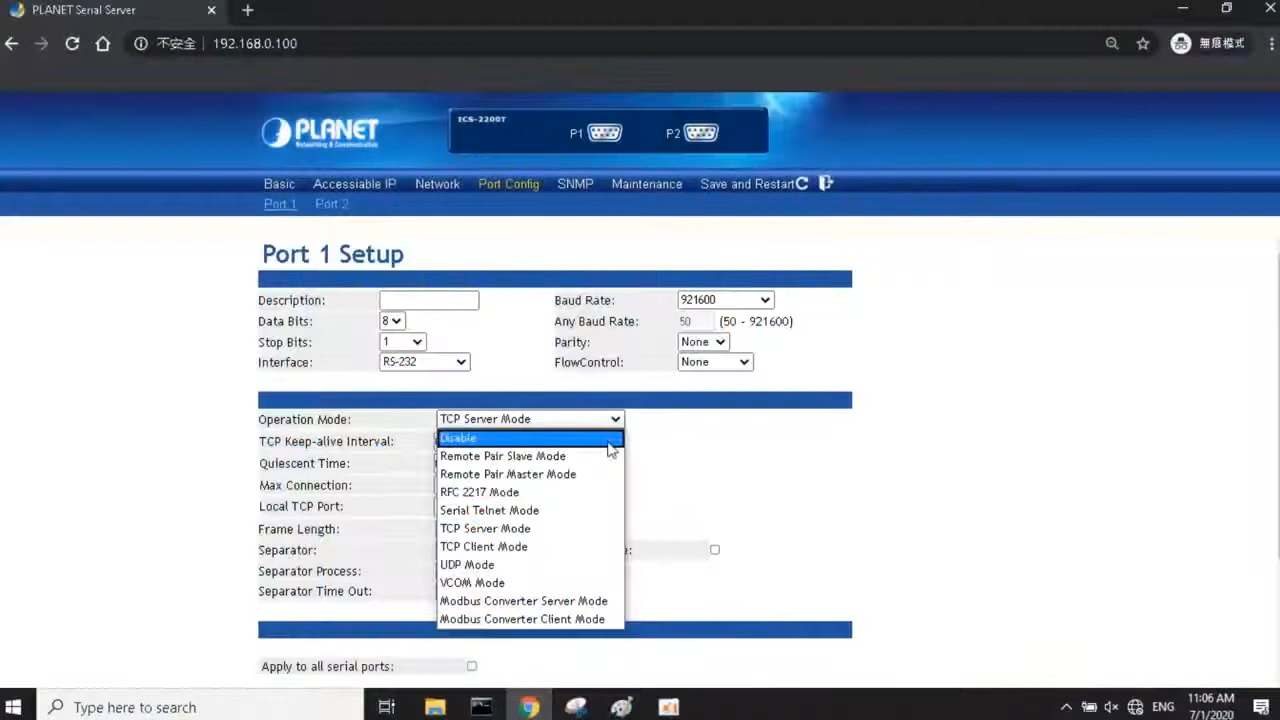 PLANET Serial Server
不安全 192.168.0.100 無痕模式
PLANET
Networking & Communication
ICS-2200T
P1 P2
Basic Accessiable IP Network Port Config SNMP Maintenance Save and Restart
Port 1 Port 2
Port 1 Setup
Description: Baud Rate: 921600
Data Bits: 8 Any Baud Rate: 50 (50 - 921600)
Stop Bits: 1 Parity: None
Interface: RS-232 FlowControl: None
Operation Mode: TCP Server Mode
TCP Keep-alive Interval: Disable
Quiescent Time: Remote Pair Slave Mode
Remote Pair Master Mode
Max Connection: RFC 2217 Mode
Local TCP Port: Serial Telnet Mode
Frame Length: TCP Server Mode
Separator: TCP Client Mode e:
Separator Process: UDP Mode
Separator Time Out: VCOM Mode
Modbus Converter Server Mode
Modbus Converter Client Mode
Apply to all serial ports:
Type here to search
ENG
11:06 AM
7/1/2020